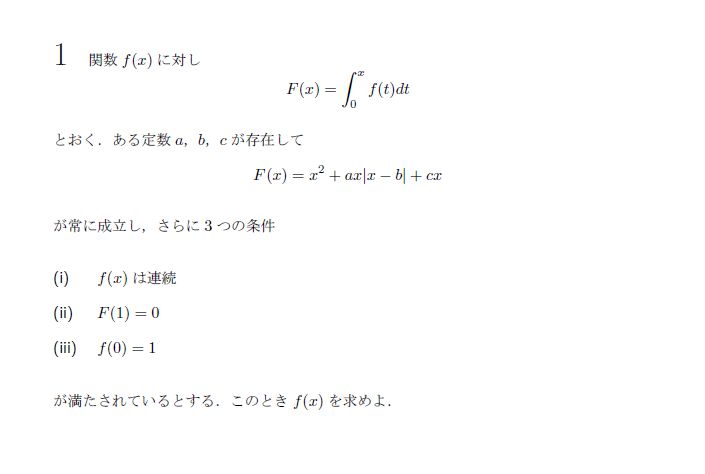 1 関数 f(x) に対し
F(x) = ∫₀ˣ f(t)dt
とおく．ある定数 a，b，c が存在して
F(x) = x² + ax|x − b| + cx
が常に成立し，さらに 3 つの条件
(i) f(x) は連続
(ii) F(1) = 0
(iii) f(0) = 1
が満たされているとする．このとき f(x) を求めよ．